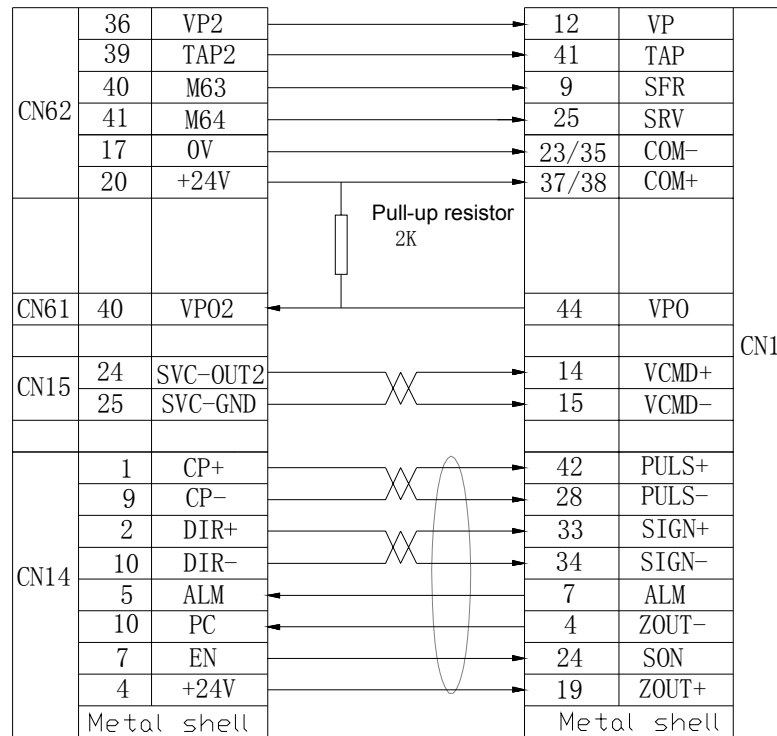 36 VP2 12 VP
39 TAP2 41 TAP
40 M63 9 SFR
CN62 41 M64 25 SRV
17 0V 23/35 COM-
20 +24V 37/38 COM+
Pull-up resistor
2K
CN61 40 VPO2 44 VPO
CN1
24 SVC-OUT2 14 VCMD+
CN15
25 SVC-GND 15 VCMD-
1 CP+ 42 PULS+
9 CP- 28 PULS-
2 DIR+ 33 SIGN+
10 DIR- 34 SIGN-
CN14
5 ALM 7 ALM
10 PC 4 ZOUT-
7 EN 24 SON
4 +24V 19 ZOUT+
Metal shell Metal shell